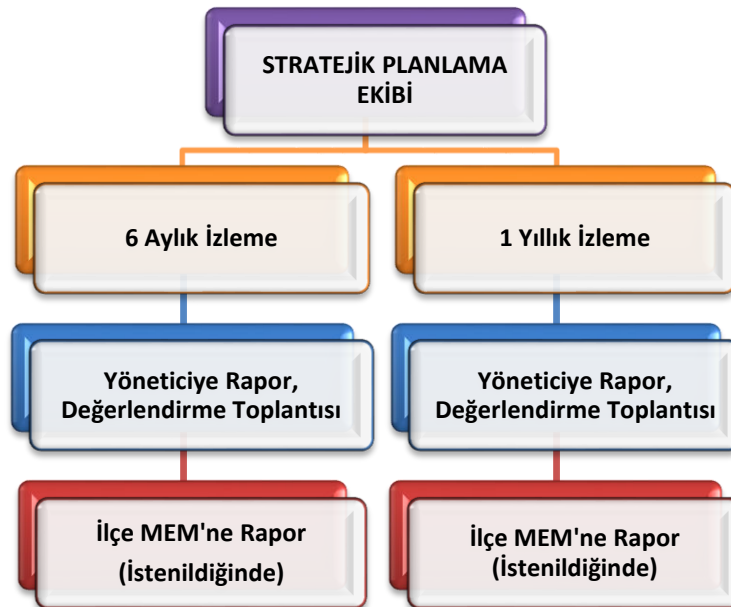 STRATEJİK PLANLAMA
EKİBİ
6 Aylık İzleme
1 Yıllık İzleme
Yöneticiye Rapor,
Değerlendirme Toplantısı
Yöneticiye Rapor,
Değerlendirme Toplantısı
İlçe MEM'ne Rapor
(İstenildiğinde)
İlçe MEM'ne Rapor
(İstenildiğinde)